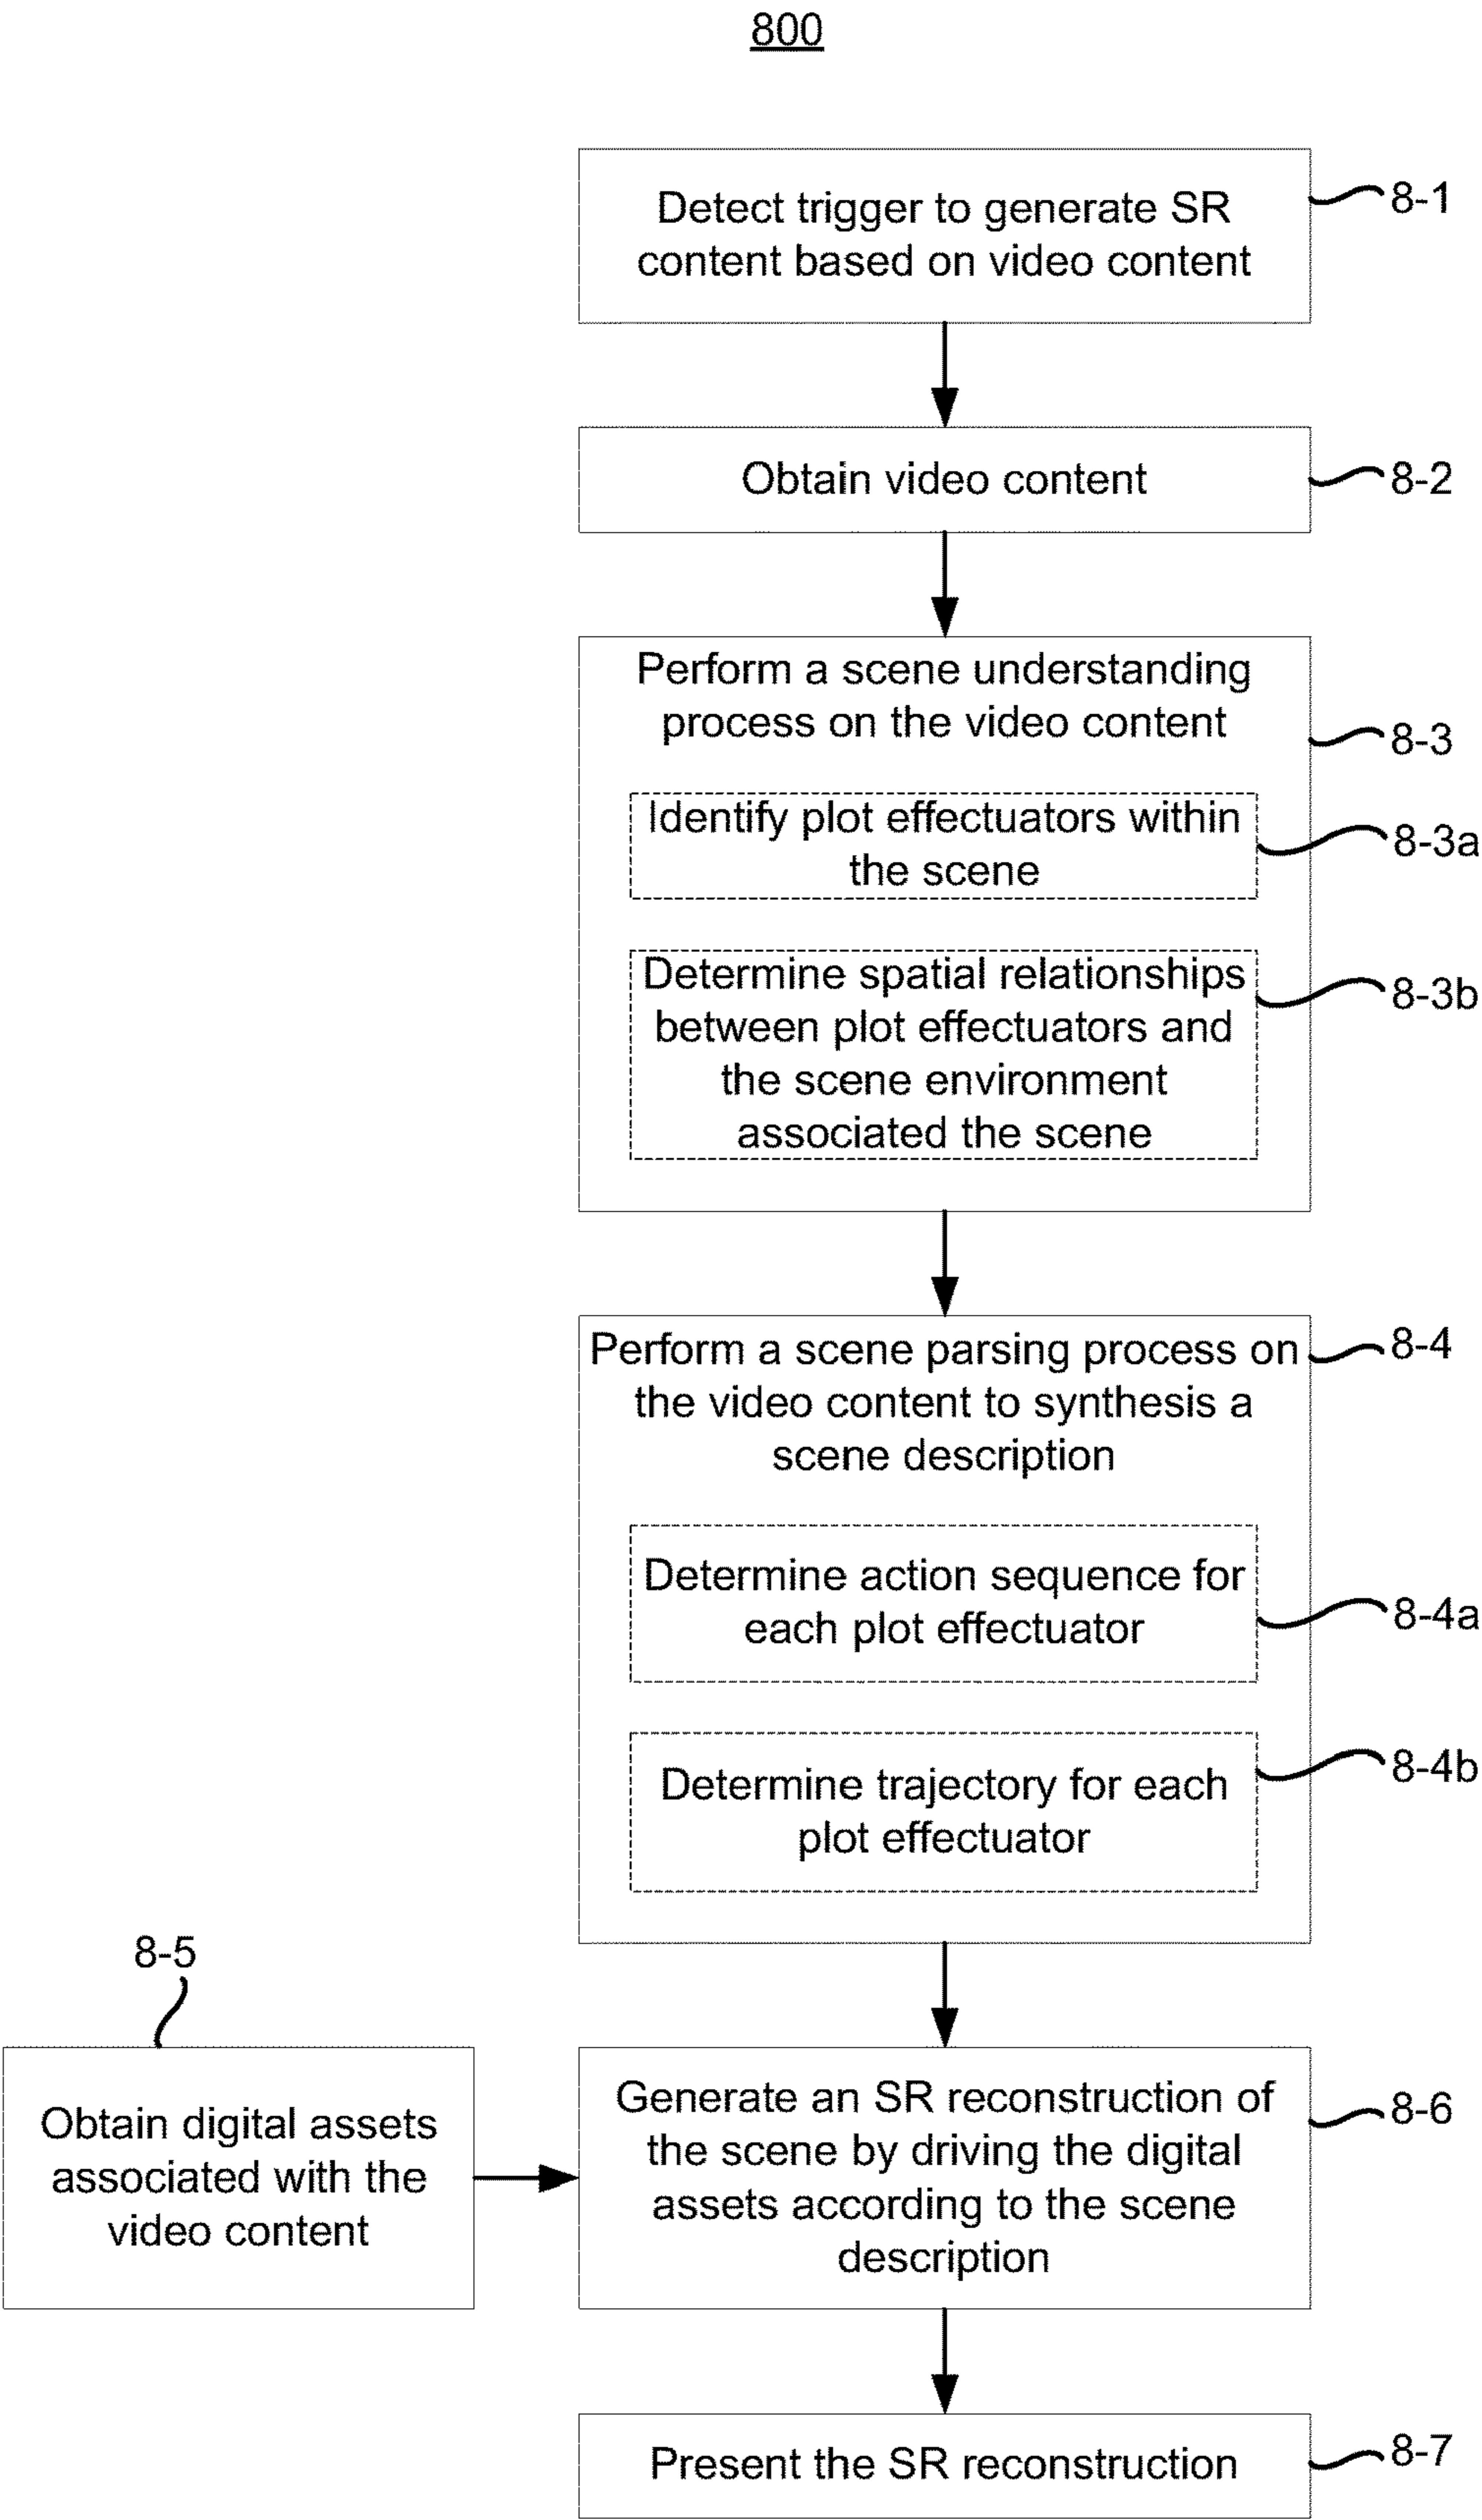 800
Detect trigger to generate SR
content based on video content
8-1
Obtain video content
8-2
Perform a scene understanding
process on the video content
8-3
Identify plot effectuators within
the scene
8-3a
Determine spatial relationships
between plot effectuators and
the scene environment
associated the scene
8-3b
Perform a scene parsing process on
the video content to synthesis a
scene description
8-4
Determine action sequence for
each plot effectuator
8-4a
Determine trajectory for each
plot effectuator
8-4b
8-5
Obtain digital assets
associated with the
video content
Generate an SR reconstruction of
the scene by driving the digital
assets according to the scene
description
8-6
Present the SR reconstruction
8-7